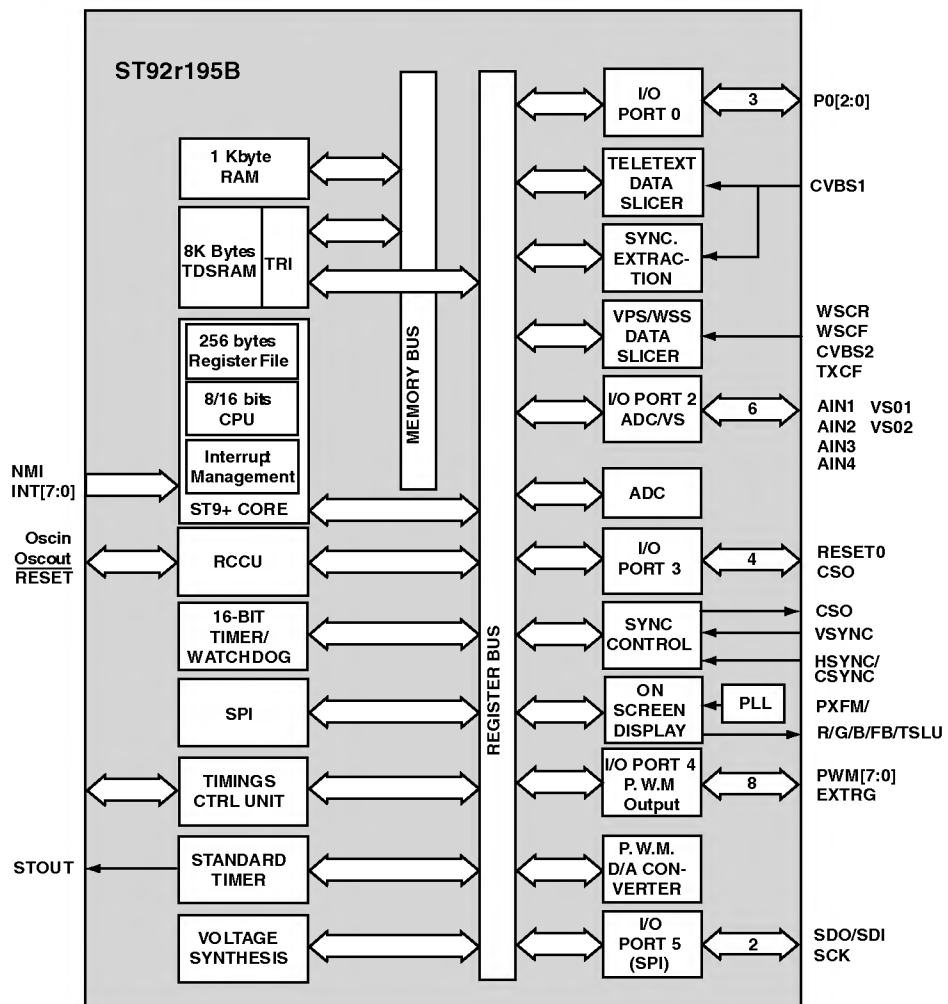 ST92r195B
1 Kbyte
RAM
8K Bytes
TDSRAM
TRI
256 bytes
Register File
8/16 bits
CPU
Interrupt
Management
ST9+ CORE
NMI
INT[7:0]
Oscin
Oscout
RESET
RCCU
16-BIT
TIMER/
WATCHDOG
SPI
TIMINGS
CTRL UNIT
STOUT
STANDARD
TIMER
VOLTAGE
SYNTHESIS
MEMORY BUS
REGISTER BUS
I/O
PORT 0
3
P0[2:0]
TELETEXT
DATA
SLICER
CVBS1
SYNC.
EXTRAC-
TION
VPS/WSS
DATA
SLICER
WSCR
WSCF
CVBS2
TXCF
I/O PORT 2
ADC/VS
6
AIN1 VS01
AIN2 VS02
AIN3
AIN4
ADC
I/O
PORT 3
4
RESET0
CSO
SYNC
CONTROL
CSO
VSYNC
HSYNC/
CSYNC
ON
SCREEN
DISPLAY
PLL
PXFM/
R/G/B/FB/TSLU
I/O PORT 4
P. W.M
Output
8
PWM[7:0]
EXTRG
P. W. M.
D/A CON-
VERTER
I/O
PORT 5
(SPI)
2
SDO/SDI
SCK